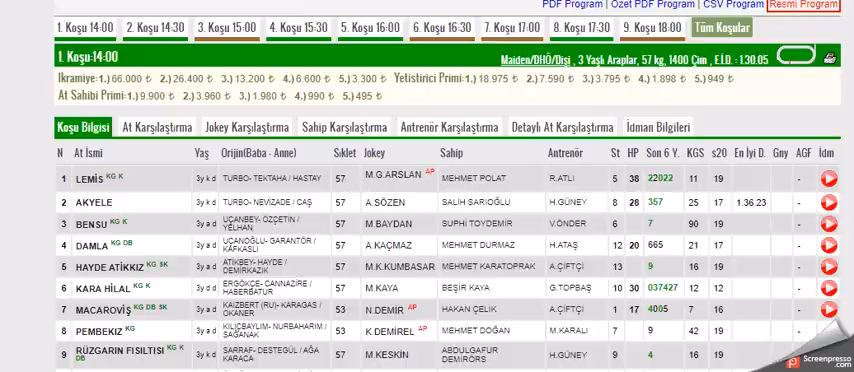 PDF Program | Özet PDF Program | CSV Program | Resmi Program
1. Koşu 14:00 2. Koşu 14:30 3. Koşu 15:00 4. Koşu 15:30 5. Koşu 16:00 6. Koşu 16:30 7. Koşu 17:00 8. Koşu 17:30 9. Koşu 18:00 Tüm Koşular
1. Koşu:14:00 Maiden/DHÖ/Dişi , 3 Yaşlı Araplar, 57 kg, 1400 Çim , E.İ.D. : 1.30.05
Ikramiye: 1.) 66.000 ₺ 2.) 26.400 ₺ 3.) 13.200 ₺ 4.) 6.600 ₺ 5.) 3.300 ₺ Yetistirici Primi: 1.) 18.975 ₺ 2.) 7.590 ₺ 3.) 3.795 ₺ 4.) 1.898 ₺ 5.) 949 ₺
At Sahibi Primi: 1.) 9.900 ₺ 2.) 3.960 ₺ 3.) 1.980 ₺ 4.) 990 ₺ 5.) 495 ₺
Koşu Bilgisi At Karşılaştırma Jokey Karşılaştırma Sahip Karşılaştırma Antrenör Karşılaştırma Detaylı At Karşılaştırma İdman Bilgileri
N At İsmi Yaş Orijin(Baba - Anne) Sıklet Jokey Sahip Antrenör St HP Son 6 Y. KGS s20 En İyi D. Gny AGF İdm
1 LEMİS KG K 3y k d TURBO- TEKTAHA / HASTAY 57 M.G.ARSLAN AP MEHMET POLAT R.ATLI 5 38 22022 11 19 -
2 AKYELE 3y k d TURBO- NEVİZADE / CAŞ 57 A.SÖZEN SALİH SARIOĞLU H.GÜNEY 8 28 357 25 17 1.36.23 -
3 BENSU KG K 3y a d UÇANBEY- ÖZÇETİN / YELHAN 57 M.BAYDAN SUPHİ TOYDEMİR V.ÖNDER 6 7 90 19 -
4 DAMLA KG DB 3y a d UÇANOĞLU- GARANTÖR / KAFKASLI 57 A.KAÇMAZ MEHMET DURMAZ H.ATAŞ 12 20 665 21 17 -
5 HAYDE ATİKKIZ KG SK 3y a d ATİKBEY- HAYDE / DEMİRKAZIK 57 M.K.KUMBASAR MEHMET KARATOPRAK A.ÇİFTÇİ 13 9 16 19 -
6 KARA HİLAL KG K 3y d d ERGÖKÇE- CANNAZİRE / HABERBATUR 57 M.KAYA BEŞİR KAYA G.TOPBAŞ 10 30 037427 12 12 -
7 MACAROVİŞ KG DB SK 3y a d KAIZBERT (RU)- KARAGAS / OKANER 53 N.DEMİR AP HAKAN ÇELİK A.ÇİFTÇİ 1 17 4005 7 16 -
8 PEMBEKIZ KG 3y a d KILIÇBAYLIM- NURBAHARIM / SAĞANAK 53 K.DEMİREL AP MEHMET DOĞAN M.KARALI 7 9 42 19 -
9 RÜZGARIN FISILTISI KG K DB 3y k d SARRAF- DESTEGÜL / AĞA KARACA 57 M.KESKİN ABDULGAFUR DEMİRÖRS H.GÜNEY 9 4 16 19 -
Screenpresso
.com